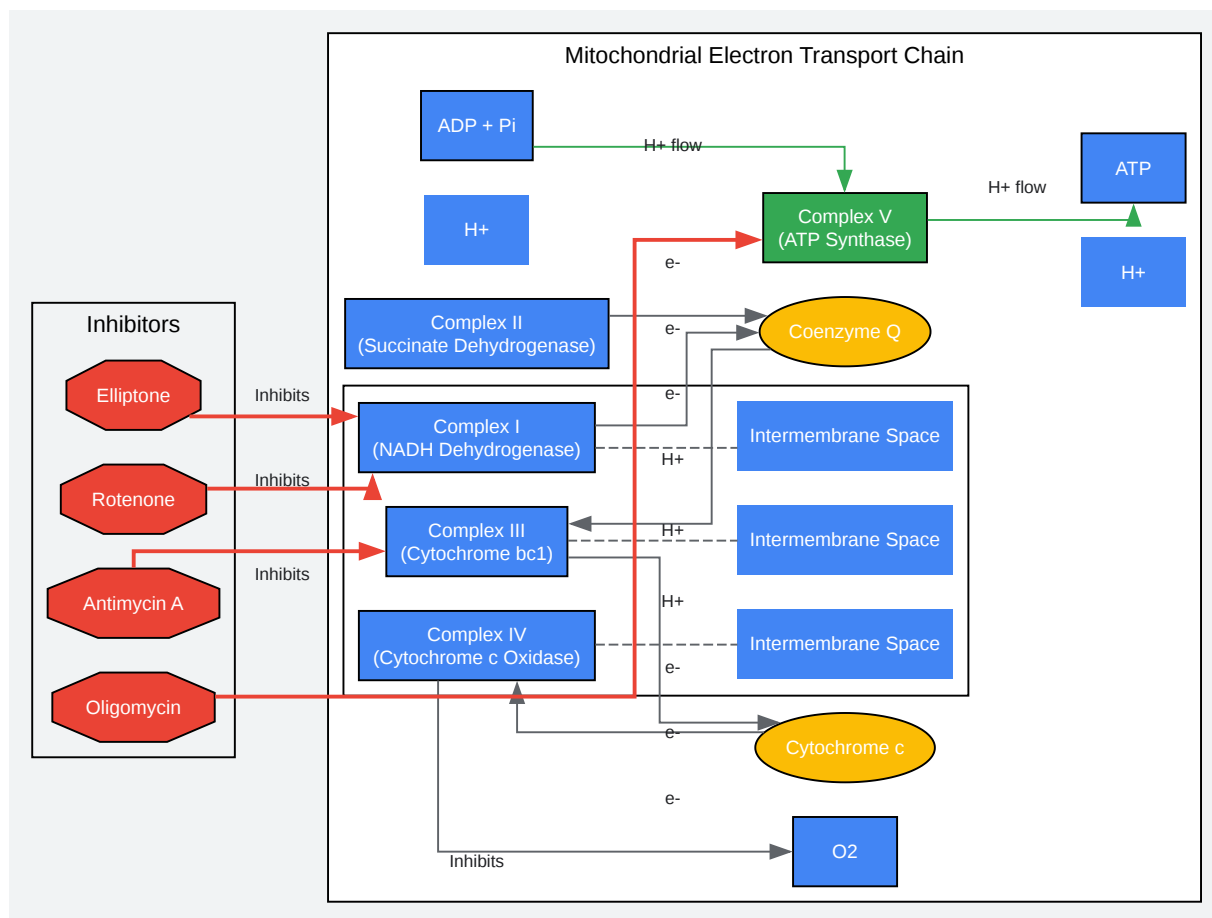 Mitochondrial Electron Transport Chain
ADP + Pi
H+ flow
ATP
H+ flow
Complex V
(ATP Synthase)
H+
H+
e-
Complex II
(Succinate Dehydrogenase)
e-
Coenzyme Q
Inhibitors
Elliptone
Inhibits
e-
Complex I
(NADH Dehydrogenase)
H+
Intermembrane Space
Rotenone
Inhibits
Complex III
(Cytochrome bc1)
H+
Intermembrane Space
Antimycin A
Inhibits
H+
Complex IV
(Cytochrome c Oxidase)
Intermembrane Space
e-
Oligomycin
e-
Cytochrome c
e-
Inhibits
O2